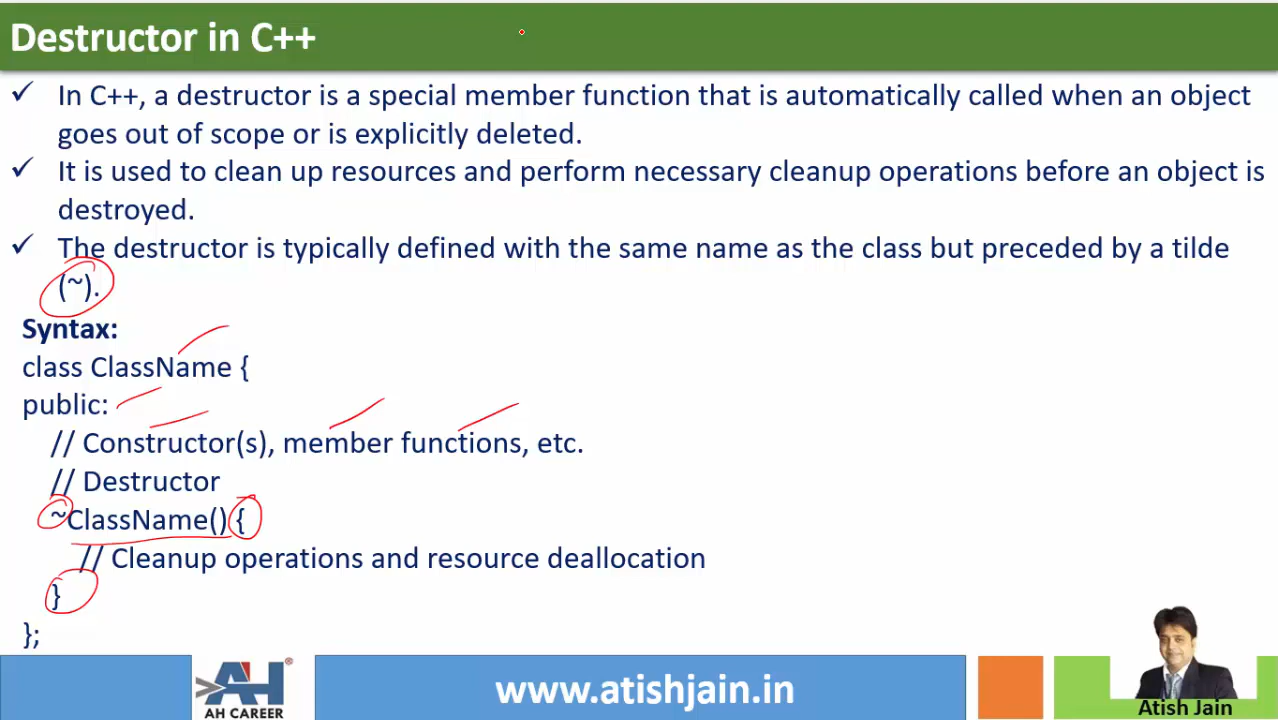 Destructor in C++
✓ In C++, a destructor is a special member function that is automatically called when an object
goes out of scope or is explicitly deleted.
✓ It is used to clean up resources and perform necessary cleanup operations before an object is
destroyed.
✓ The destructor is typically defined with the same name as the class but preceded by a tilde
(~).
Syntax:
class ClassName {
public:
// Constructor(s), member functions, etc.
// Destructor
~ClassName() {
// Cleanup operations and resource deallocation
}
};
AH
®
AH CAREER
www.atishjain.in
Atish Jain